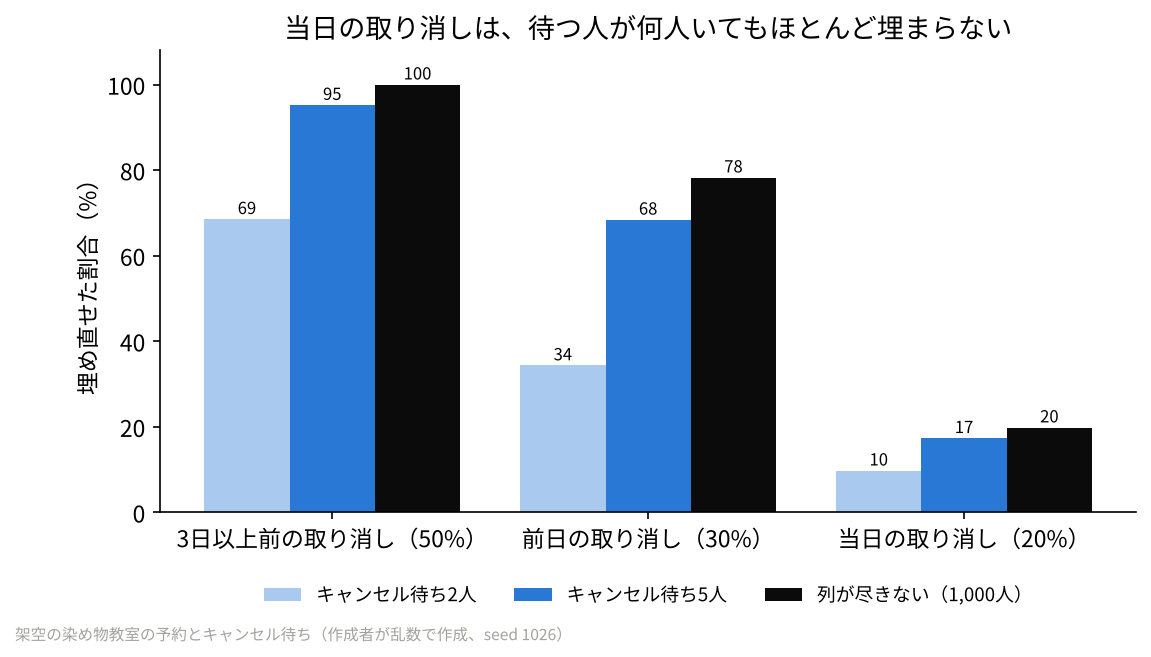 当日の取り消しは、待つ人が何人いてもほとんど埋まらない
埋め直せた割合（%）
100
80
60
40
20
0
69
95
100
34
68
78
10
17
20
3日以上前の取り消し（50%）
前日の取り消し（30%）
当日の取り消し（20%）
キャンセル待ち2人
キャンセル待ち5人
列が尽きない（1,000人）
架空の染め物教室の予約とキャンセル待ち（作成者が乱数で作成、seed 1026）